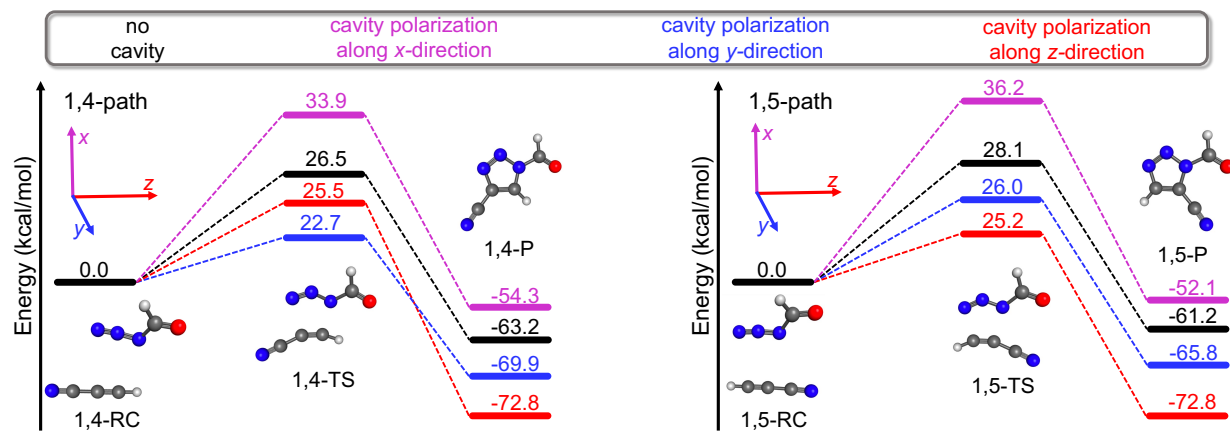 no
cavity
cavity polarization
along x-direction
cavity polarization
along y-direction
cavity polarization
along z-direction
Energy (kcal/mol)
1,4-path
x
z
y
0.0
33.9
26.5
25.5
22.7
-54.3
-63.2
-69.9
-72.8
1,4-RC
1,4-TS
1,4-P
Energy (kcal/mol)
1,5-path
x
z
y
0.0
36.2
28.1
26.0
25.2
-52.1
-61.2
-65.8
-72.8
1,5-RC
1,5-TS
1,5-P